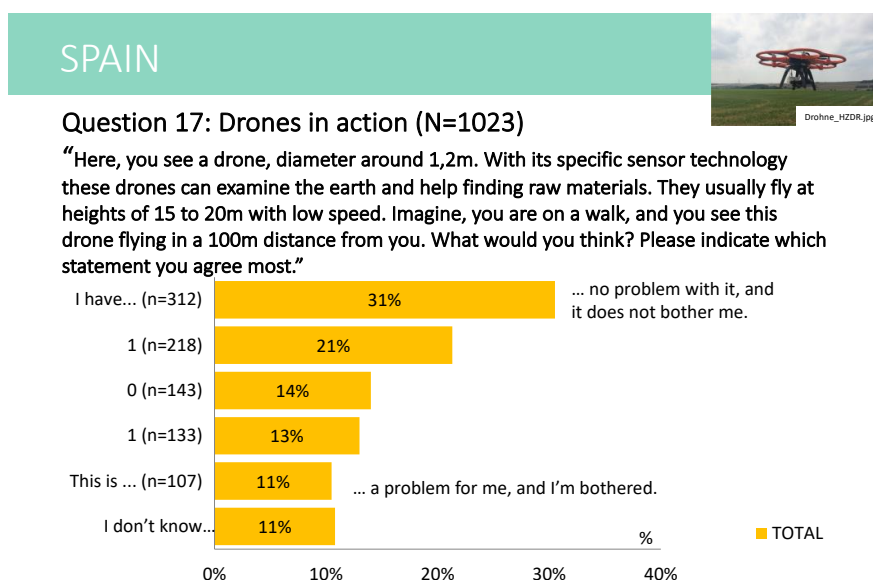 SPAIN
Drohne_HZDR.jpg
Question 17: Drones in action (N=1023)
“Here, you see a drone, diameter around 1,2m. With its specific sensor technology
these drones can examine the earth and help finding raw materials. They usually fly at
heights of 15 to 20m with low speed. Imagine, you are on a walk, and you see this
drone flying in a 100m distance from you. What would you think? Please indicate which
statement you agree most.”
I have... (n=312) 31% ... no problem with it, and
it does not bother me.
1 (n=218) 21%
0 (n=143) 14%
1 (n=133) 13%
This is ... (n=107) 11% ... a problem for me, and I’m bothered.
I don’t know... 11%
% TOTAL
0% 10% 20% 30% 40%